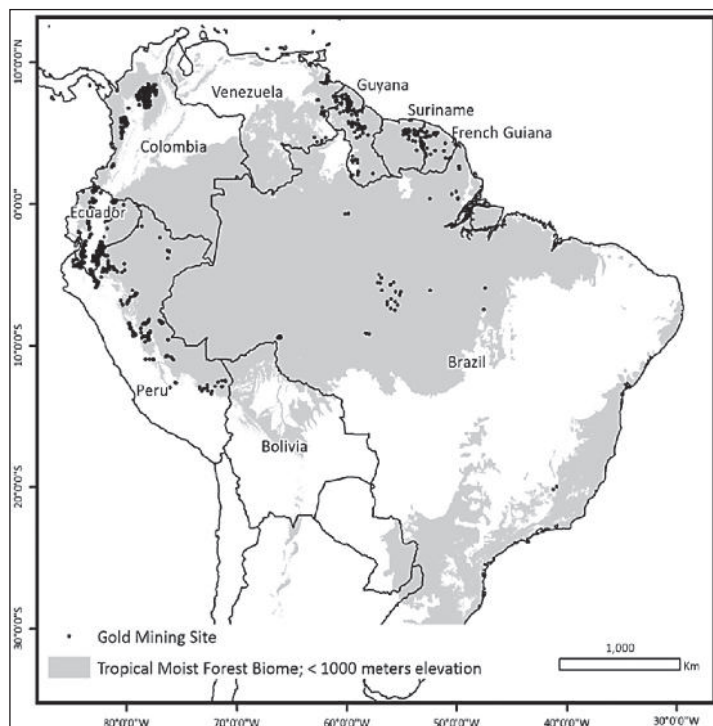 10°0'0"N
Venezuela
Guyana
Suriname
French Guiana
Colombia
0°0'0"
Ecuador
10°0'0"S
Brazil
Peru
Bolivia
20°0'0"S
30°0'0"S
Gold Mining Site
1,000
Km
Tropical Moist Forest Biome; < 1000 meters elevation
80°0'0"W 70°0'0"W 60°0'0"W 50°0'0"W 40°0'0"W 30°0'0"W